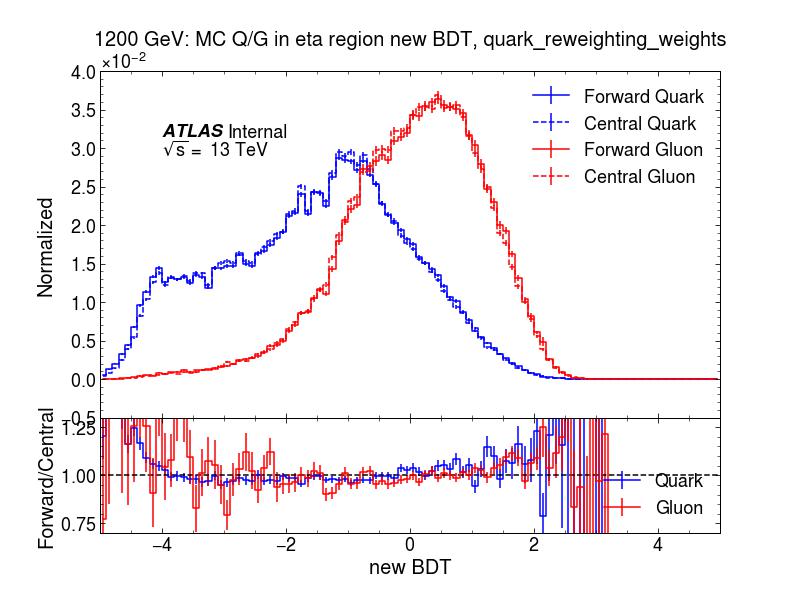 1200 GeV: MC Q/G in eta region new BDT, quark_reweighting_weights
×10⁻²
4.0
3.5
3.0
2.5
2.0
1.5
1.0
0.5
0.0
0.5
Normalized
ATLAS Internal
√s = 13 TeV
Forward Quark
Central Quark
Forward Gluon
Central Gluon
1.25
1.00
0.75
Forward/Central
Quark
Gluon
−4 −2 0 2 4
new BDT